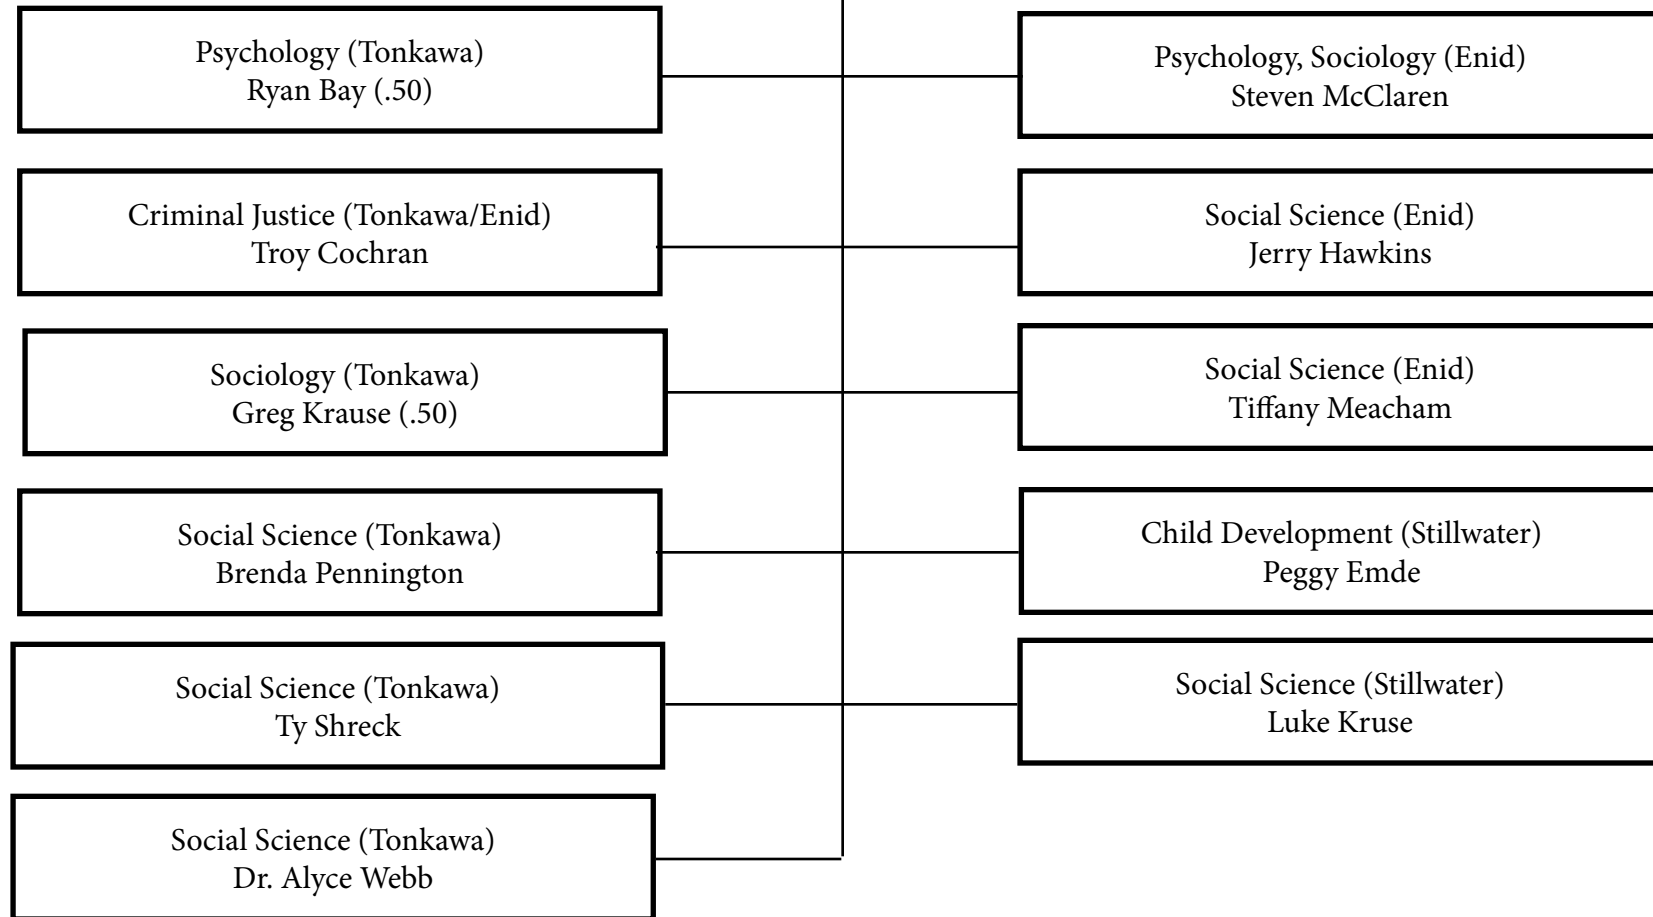 Psychology (Tonkawa)
Ryan Bay (.50)
Psychology, Sociology (Enid)
Steven McClaren
Criminal Justice (Tonkawa/Enid)
Troy Cochran
Social Science (Enid)
Jerry Hawkins
Sociology (Tonkawa)
Greg Krause (.50)
Social Science (Enid)
Tiffany Meacham
Social Science (Tonkawa)
Brenda Pennington
Child Development (Stillwater)
Peggy Emde
Social Science (Tonkawa)
Ty Shreck
Social Science (Stillwater)
Luke Kruse
Social Science (Tonkawa)
Dr. Alyce Webb